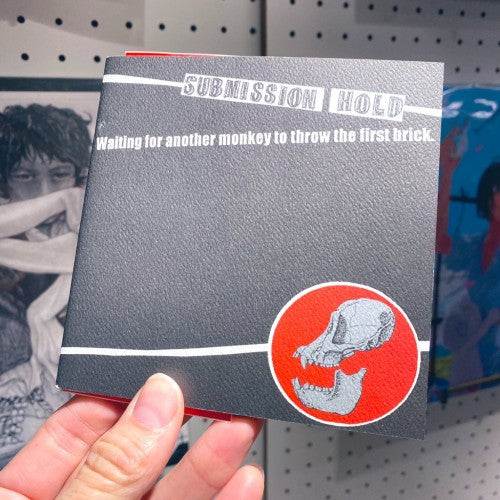 SUBMISSION HOLD
Waiting for another monkey to throw the first brick.